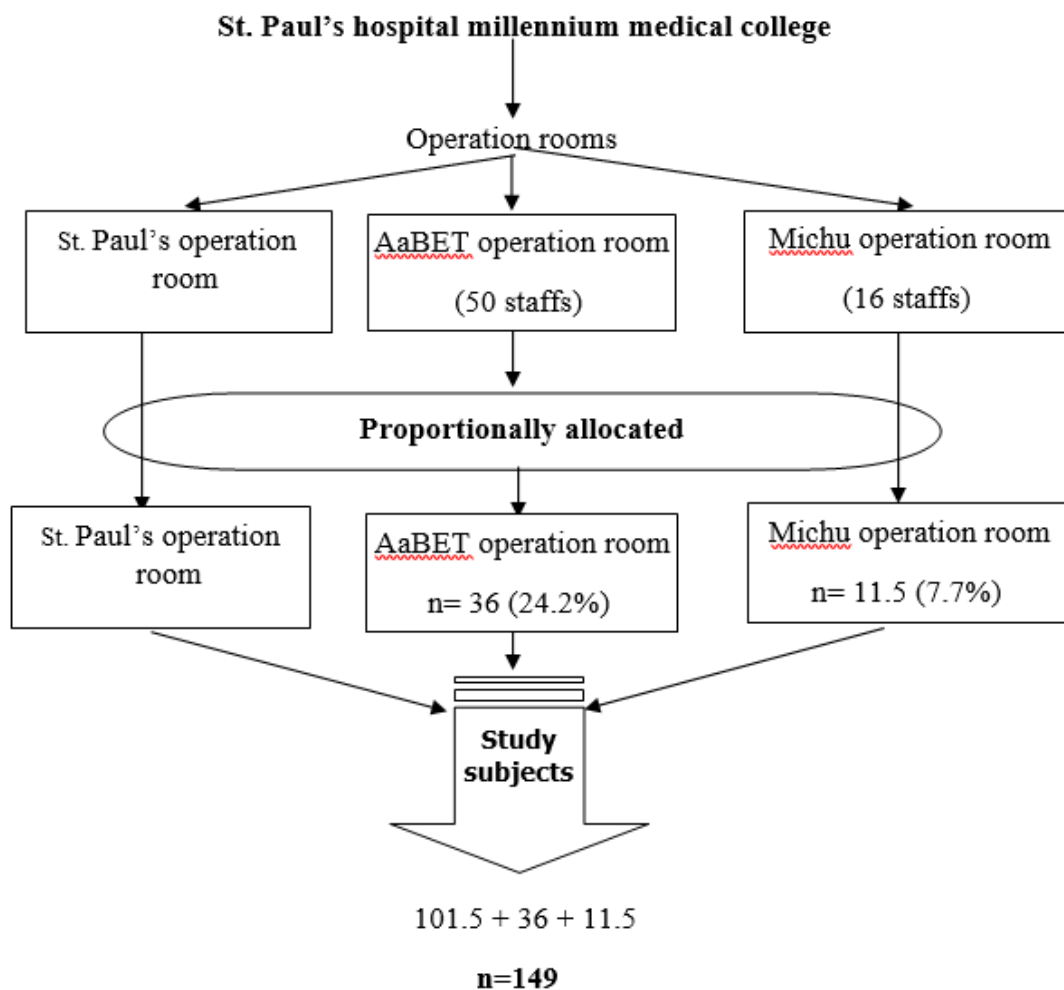 St. Paul’s hospital millennium medical college
Operation rooms
St. Paul’s operation
room
AaBET operation room
(50 staffs)
Michu operation room
(16 staffs)
Proportionally allocated
St. Paul’s operation
room
AaBET operation room
n= 36 (24.2%)
Michu operation room
n= 11.5 (7.7%)
Study
subjects
101.5 + 36 + 11.5
n=149